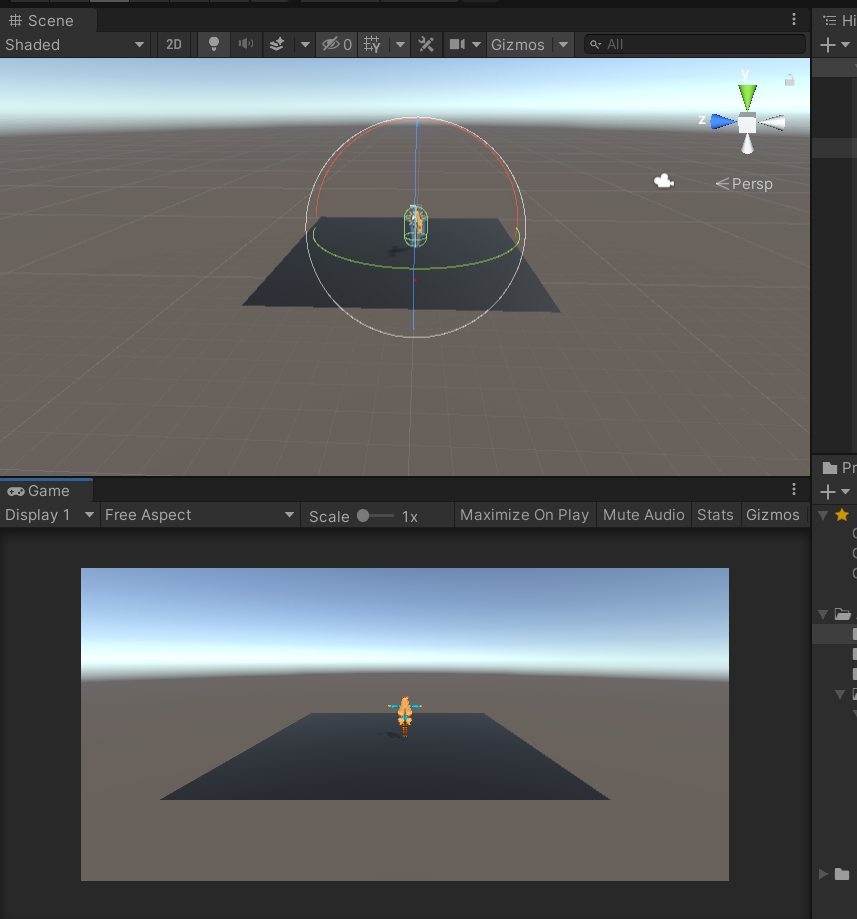 Scene
Hi
Shaded
2D
0
Gizmos
All
y
z
Persp
Game
Pr
Display 1
Free Aspect
Scale
1x
Maximize On Play
Mute Audio
Stats
Gizmos